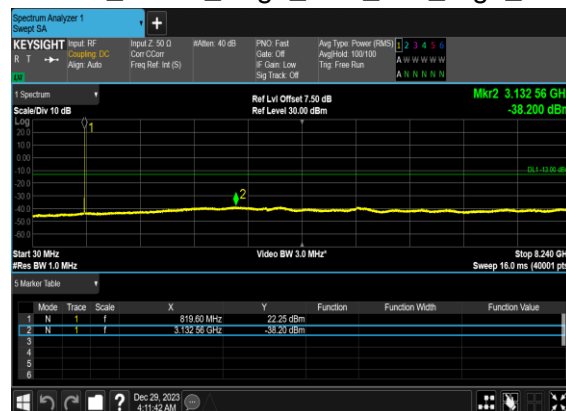 Spectrum Analyzer 1
Swept SA
+
KEYSIGHT Input: RF Input Z: 50 Ω #Atten: 40 dB PNO: Fast Avg Type: Power (RMS) 1 2 3 4 5 6
R T Coupling: DC Corr CCorr Gate: Off Avg|Hold: 100/100 A W W W W W
Align: Auto Freq Ref: Int (S) IF Gain: Low Trig: Free Run
Sig Track: Off A N N N N N
1 Spectrum Ref Lvl Offset 7.50 dB Mkr2 3.132 56 GH
Scale/Div 10 dB Ref Level 30.00 dBm -38.200 dBm
Log
20.0
10.0
0.00
-10.0
-20.0
-30.0
-40.0
-50.0
-60.0
1
2
DL1 -13.00 dB
Start 30 MHz Video BW 3.0 MHz* Stop 8.240 GH
#Res BW 1.0 MHz Sweep 16.0 ms (40001 pts
5 Marker Table
Mode Trace Scale X Y Function Function Width Function Value
1 N 1 f 819.60 MHz 22.25 dBm
2 N 1 f 3.132 56 GHz -38.20 dBm
3
4
5
6
? Dec 29, 2023
4:11:42 AM